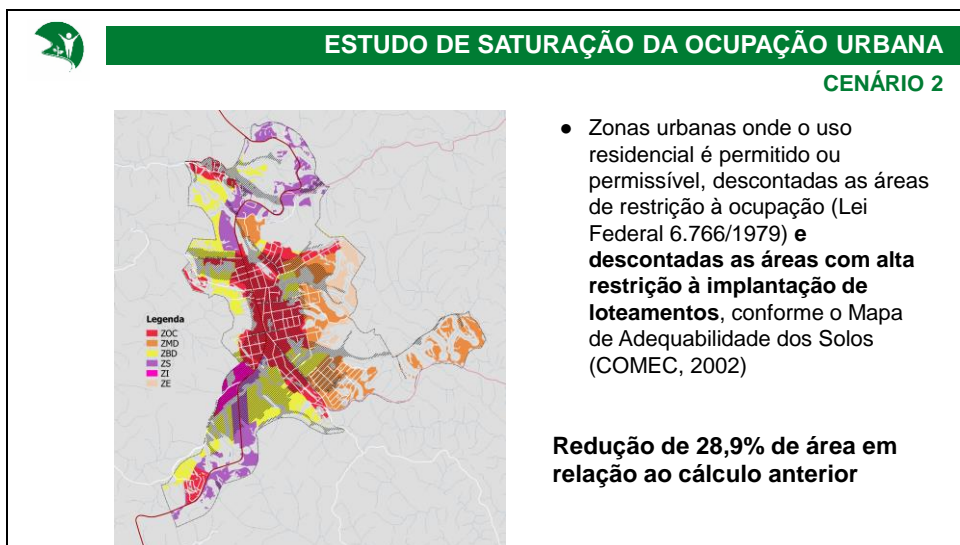 ESTUDO DE SATURAÇÃO DA OCUPAÇÃO URBANA
CENÁRIO 2
● Zonas urbanas onde o uso
residencial é permitido ou
permissível, descontadas as áreas
de restrição à ocupação (Lei
Federal 6.766/1979) e
descontadas as áreas com alta
restrição à implantação de
loteamentos, conforme o Mapa
de Adequabilidade dos Solos
(COMEC, 2002)
Redução de 28,9% de área em
relação ao cálculo anterior
Legenda
ZOC
ZMD
ZBD
ZS
ZI
ZE